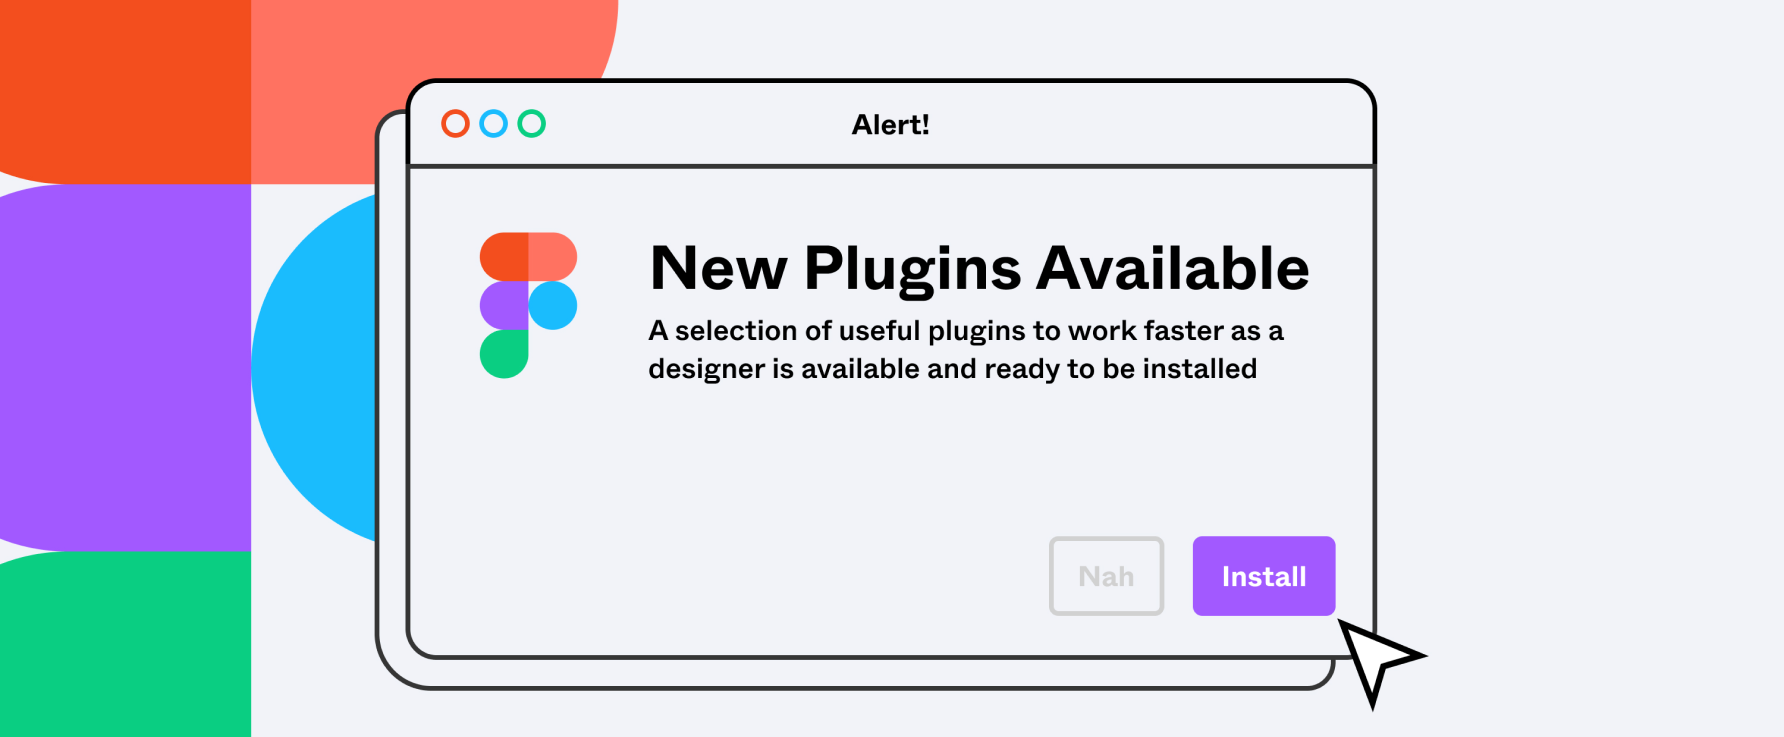 Alert!
New Plugins Available
A selection of useful plugins to work faster as a
designer is available and ready to be installed
Nah
Install